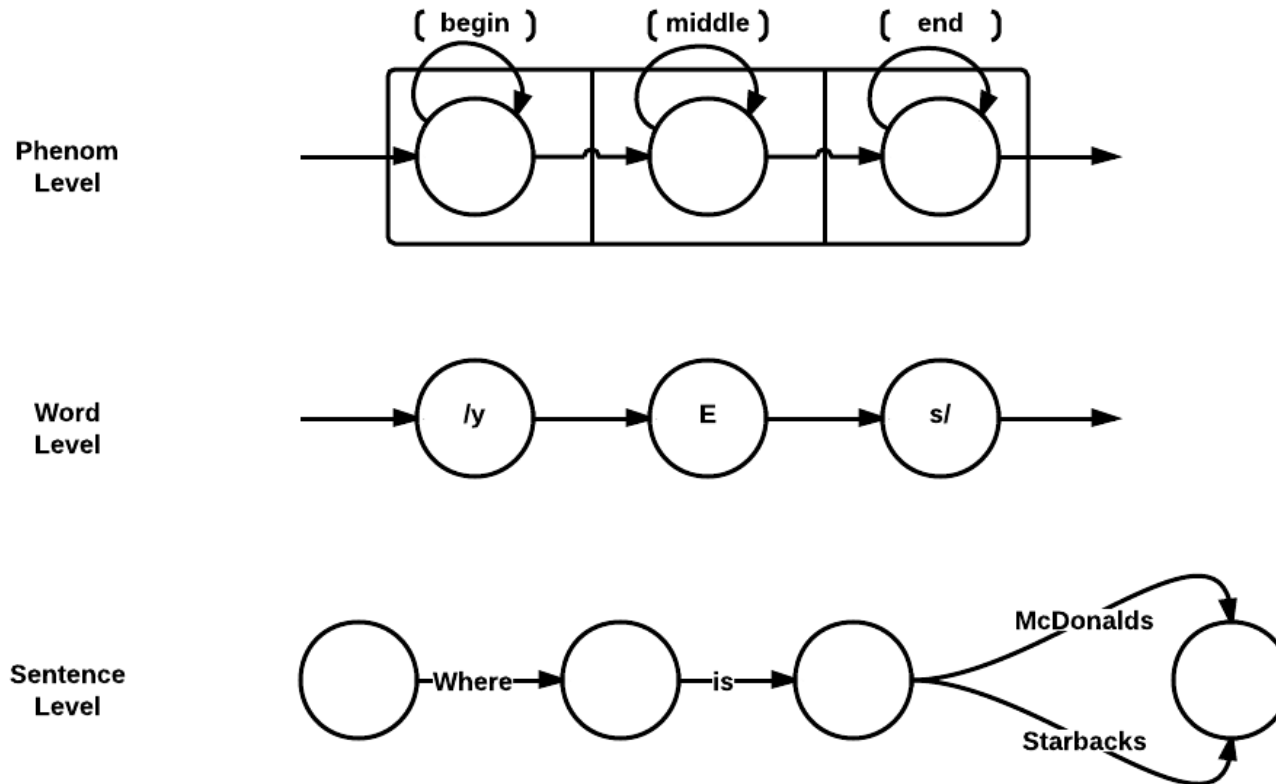 ( begin )
( middle )
( end )
Phenom
Level
Word
Level
/y
E
s/
Sentence
Level
Where
is
McDonalds
Starbacks